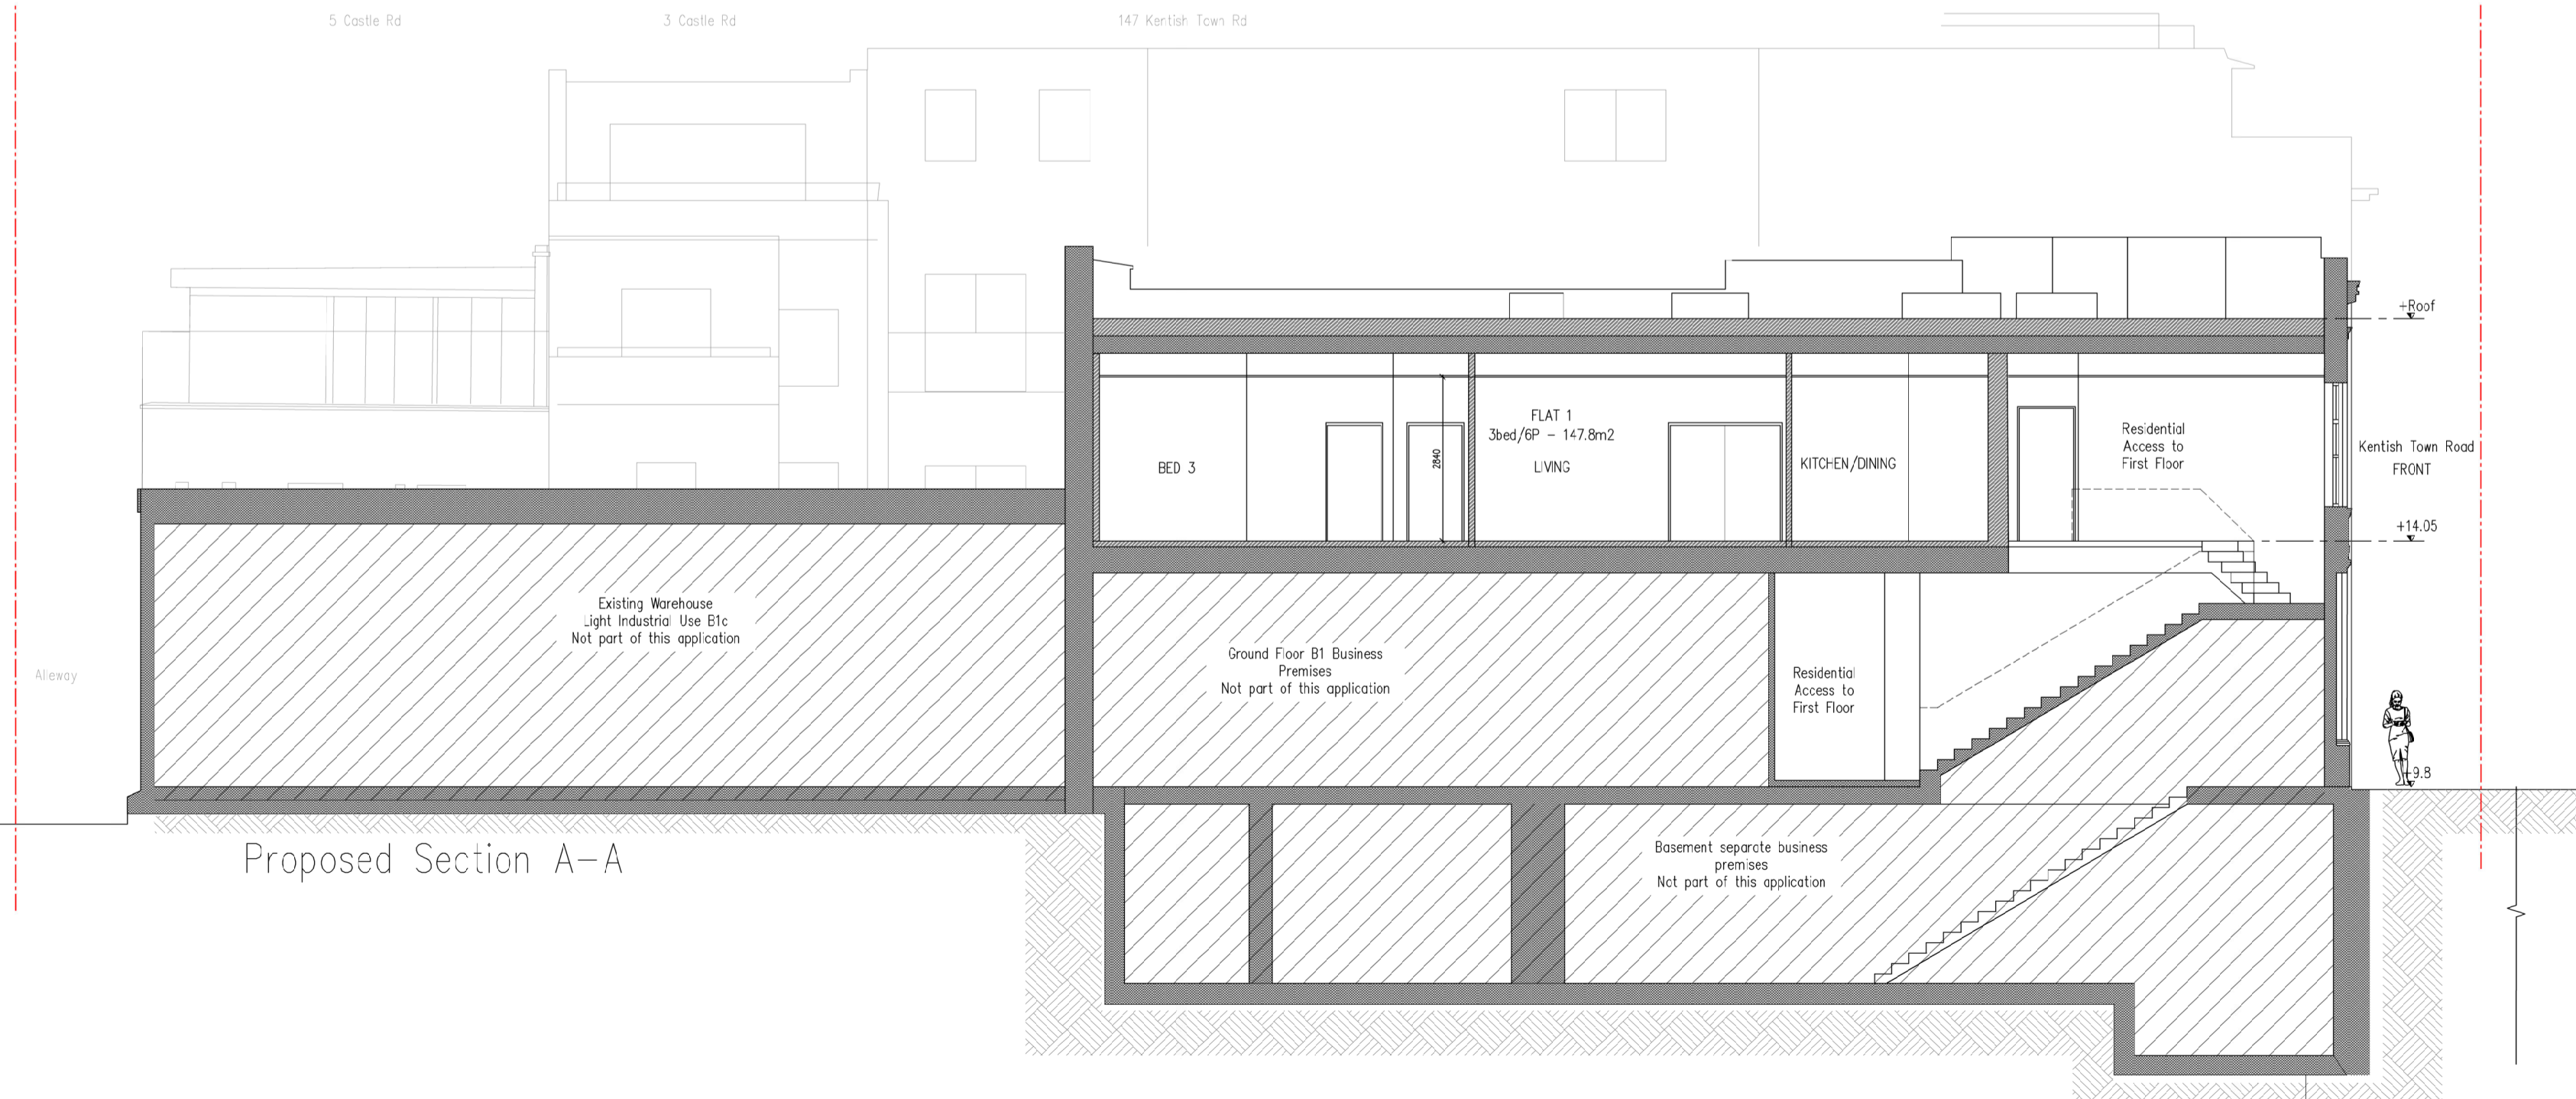 5 Castle Rd
3 Castle Rd
147 Kentish Town Rd
+Roof
FLAT 1
3bed/6P - 147.8m2
LIVING
BED 3
2840
KITCHEN/DINING
Residential
Access to
First Floor
Kentish Town Road
FRONT
+14.05
Existing Warehouse
Light Industrial Use B1c
Not part of this application
Ground Floor B1 Business
Premises
Not part of this application
Residential
Access to
First Floor
Alleway
+9.8
Proposed Section A-A
Basement separate business
premises
Not part of this application